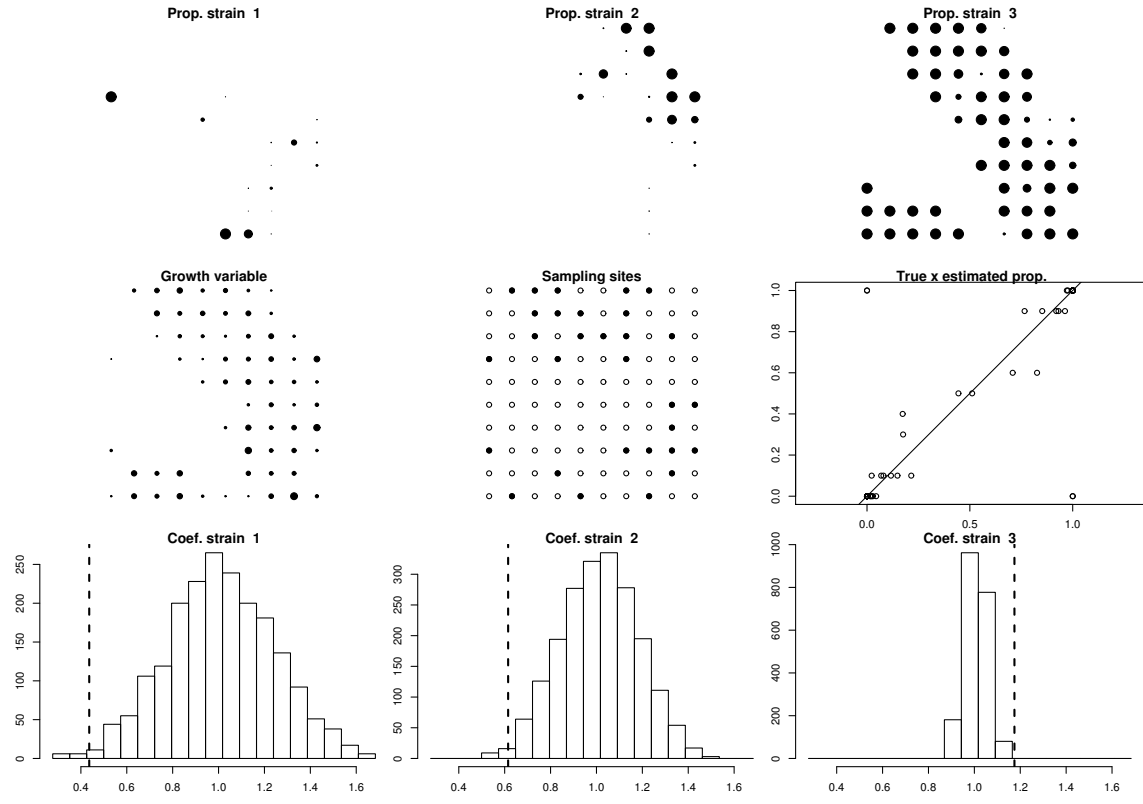 Prop. strain 1
Prop. strain 2
Prop. strain 3
Growth variable
Sampling sites
True x estimated prop.
1.0
0.8
0.6
0.4
0.2
0.0
0.0 0.5 1.0
Coef. strain 1
250
200
150
100
50
0
0.4 0.6 0.8 1.0 1.2 1.4 1.6
Coef. strain 2
300
250
200
150
100
50
0
0.4 0.6 0.8 1.0 1.2 1.4 1.6
Coef. strain 3
1000
800
600
400
200
0
0.4 0.6 0.8 1.0 1.2 1.4 1.6